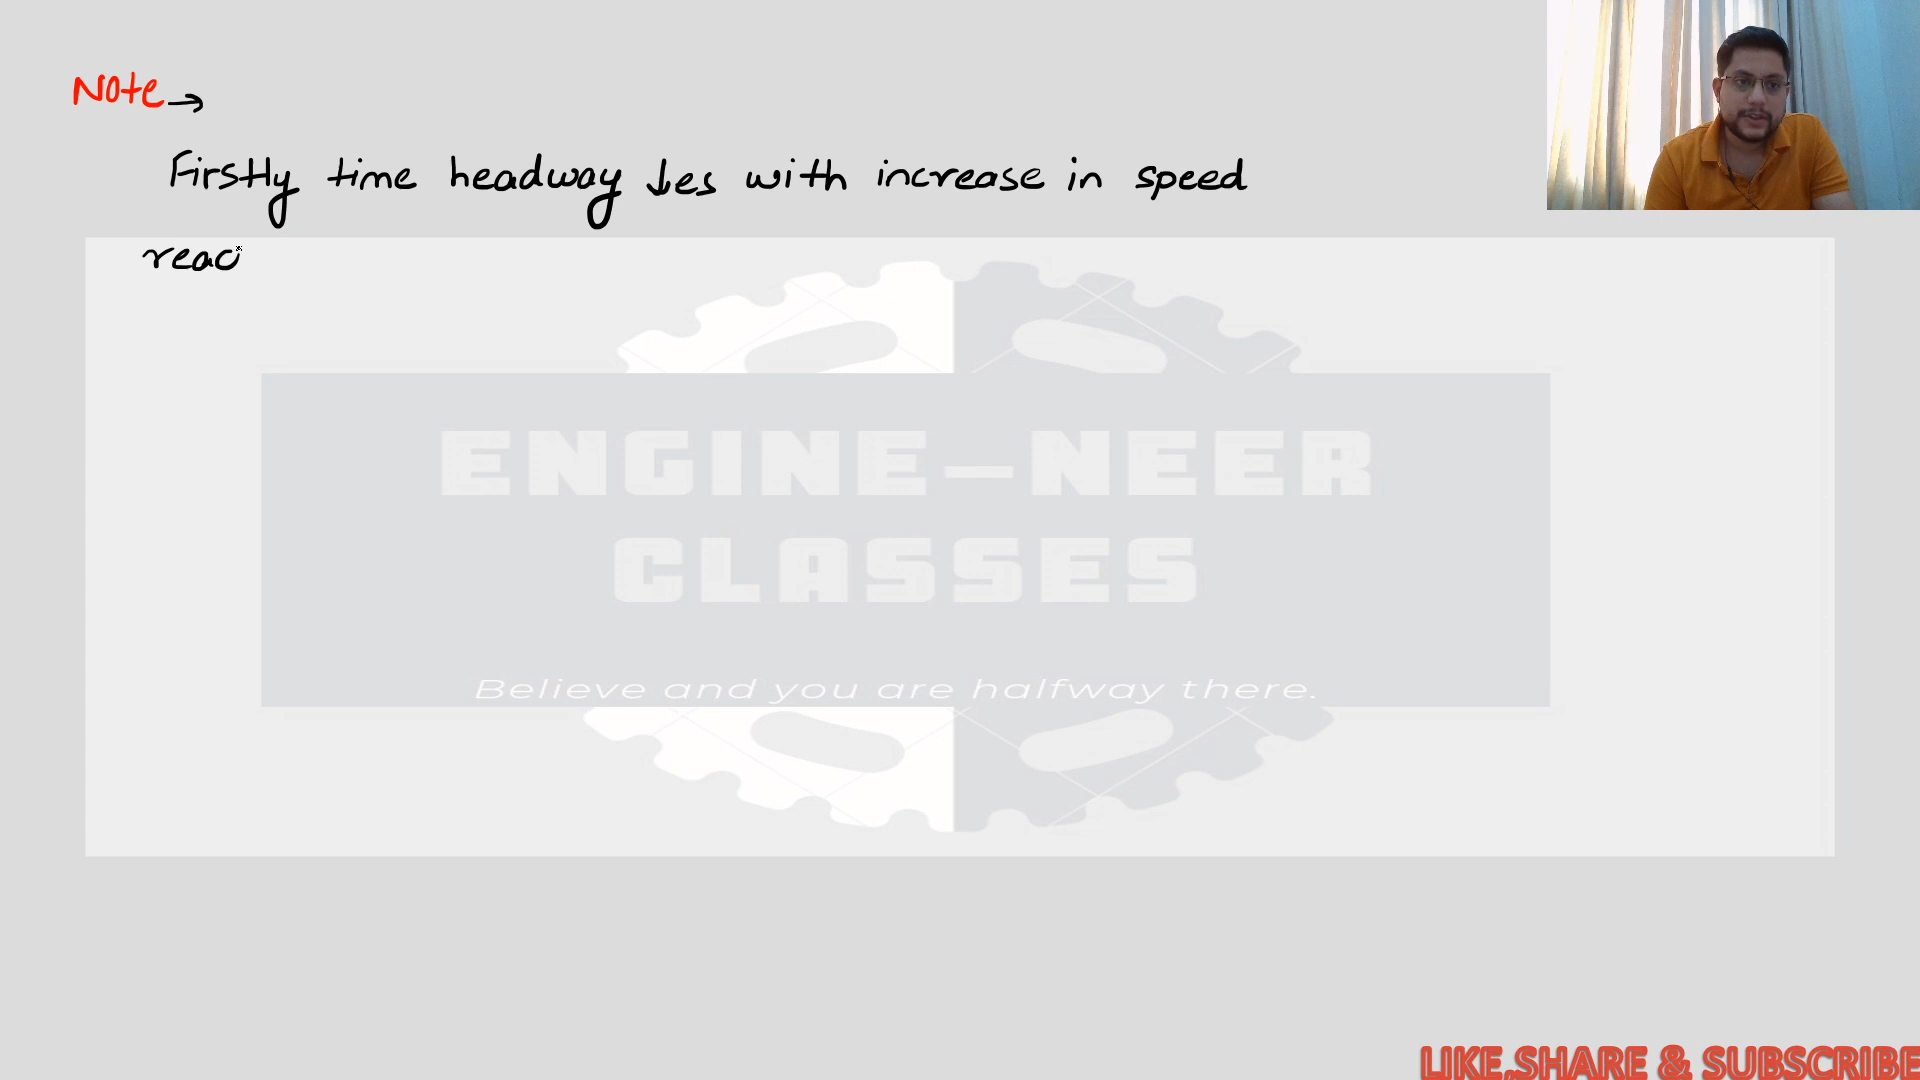 Note →
Firstly time headway ↓es with increase in speed
reac
ENGINE-NEER
CLASSES
Believe and you are halfway there.
LIKE,SHARE & SUBSCRIBE